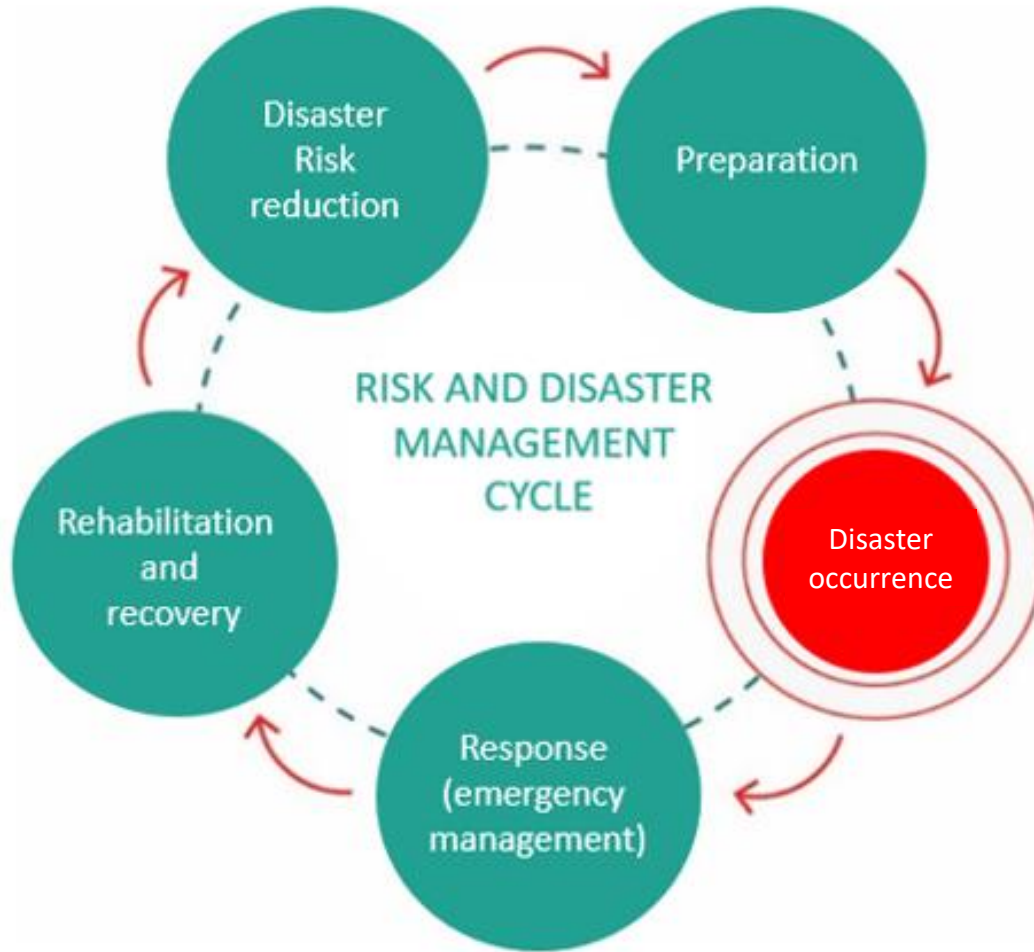 Disaster
Risk
reduction
Preparation
RISK AND DISASTER
MANAGEMENT
CYCLE
Disaster
occurrence
Response
(emergency
management)
Rehabilitation
and
recovery